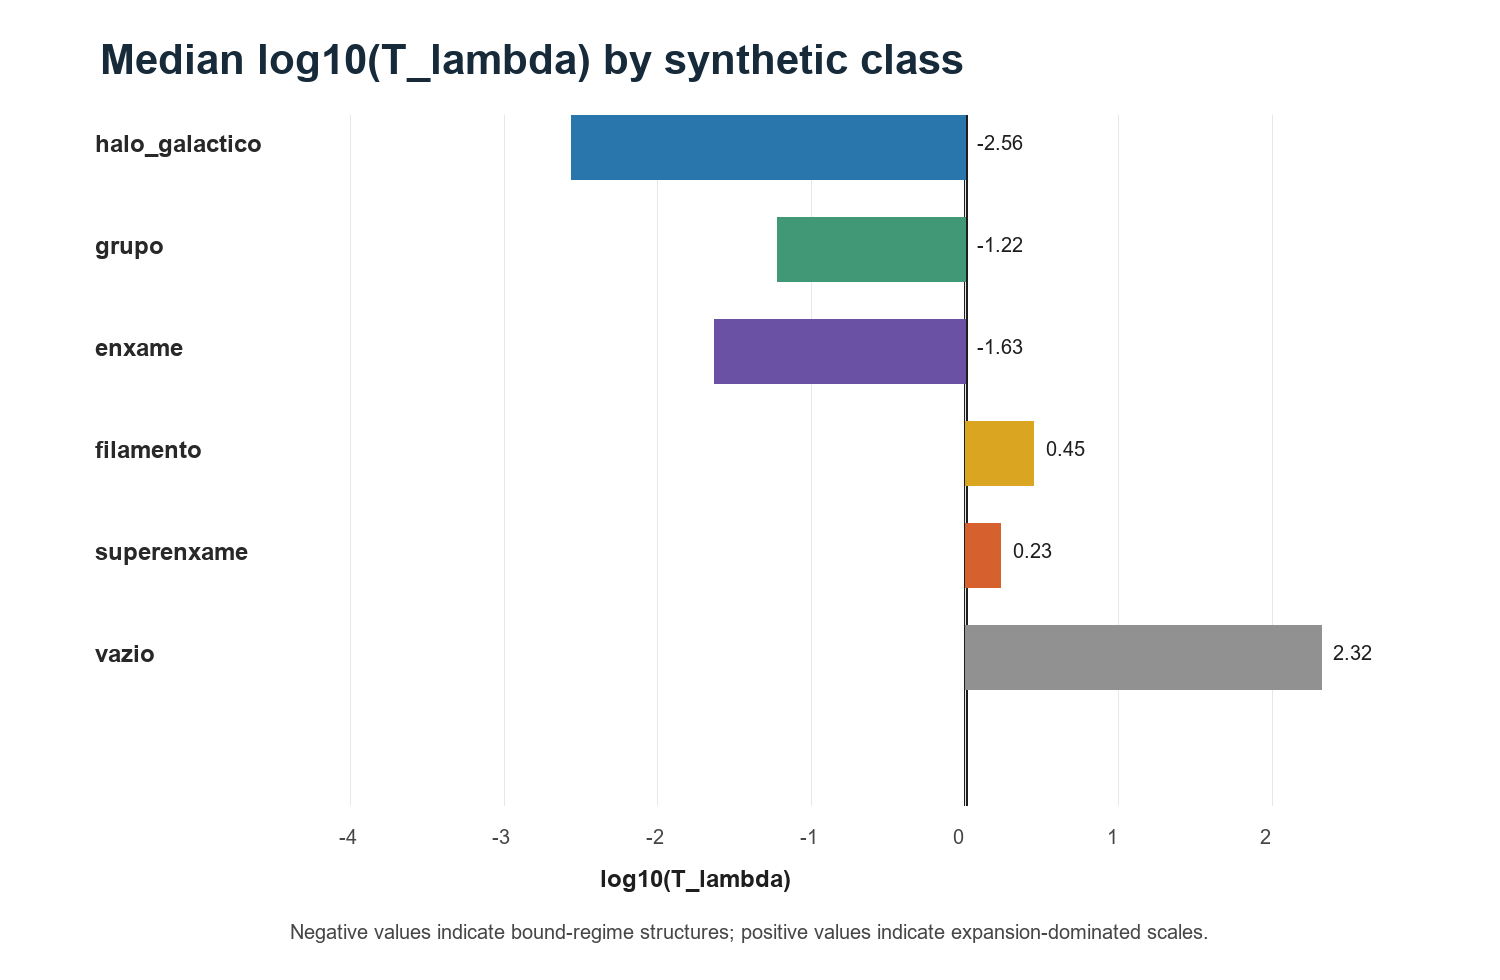 Median log10(T_lambda) by synthetic class
halo_galactico -2.56
grupo -1.22
enxame -1.63
filamento 0.45
superenxame 0.23
vazio 2.32
-4 -3 -2 -1 0 1 2
log10(T_lambda)
Negative values indicate bound-regime structures; positive values indicate expansion-dominated scales.